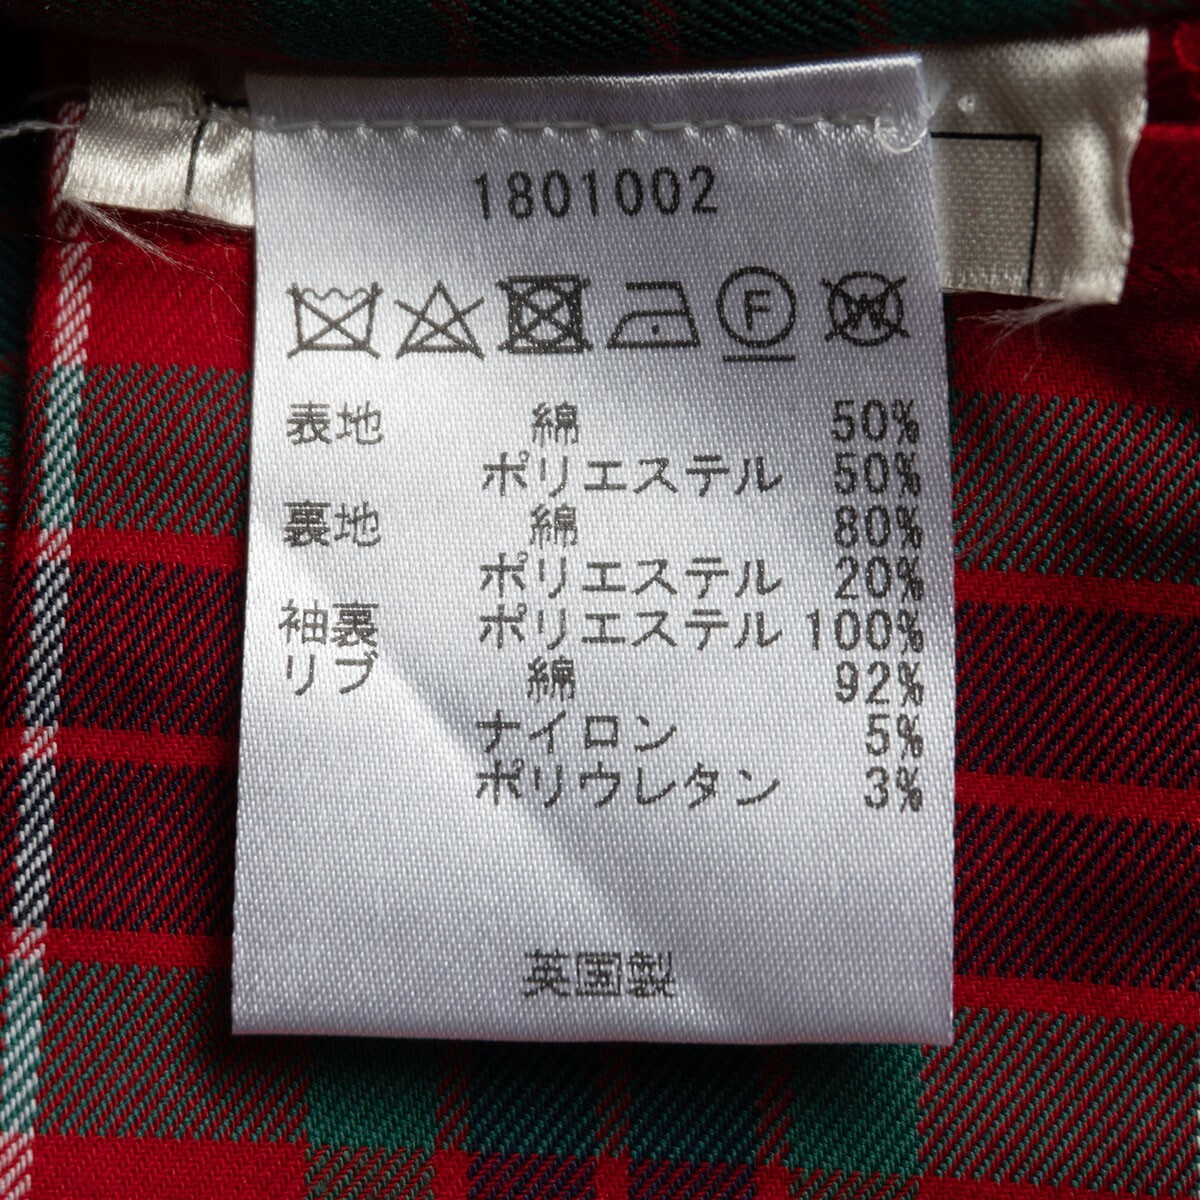 1801002
F W
表地 綿 50%
ポリエステル 50%
裏地 綿 80%
ポリエステル 20%
袖裏 ポリエステル 100%
リブ 綿 92%
ナイロン 5%
ポリウレタン 3%
英国製